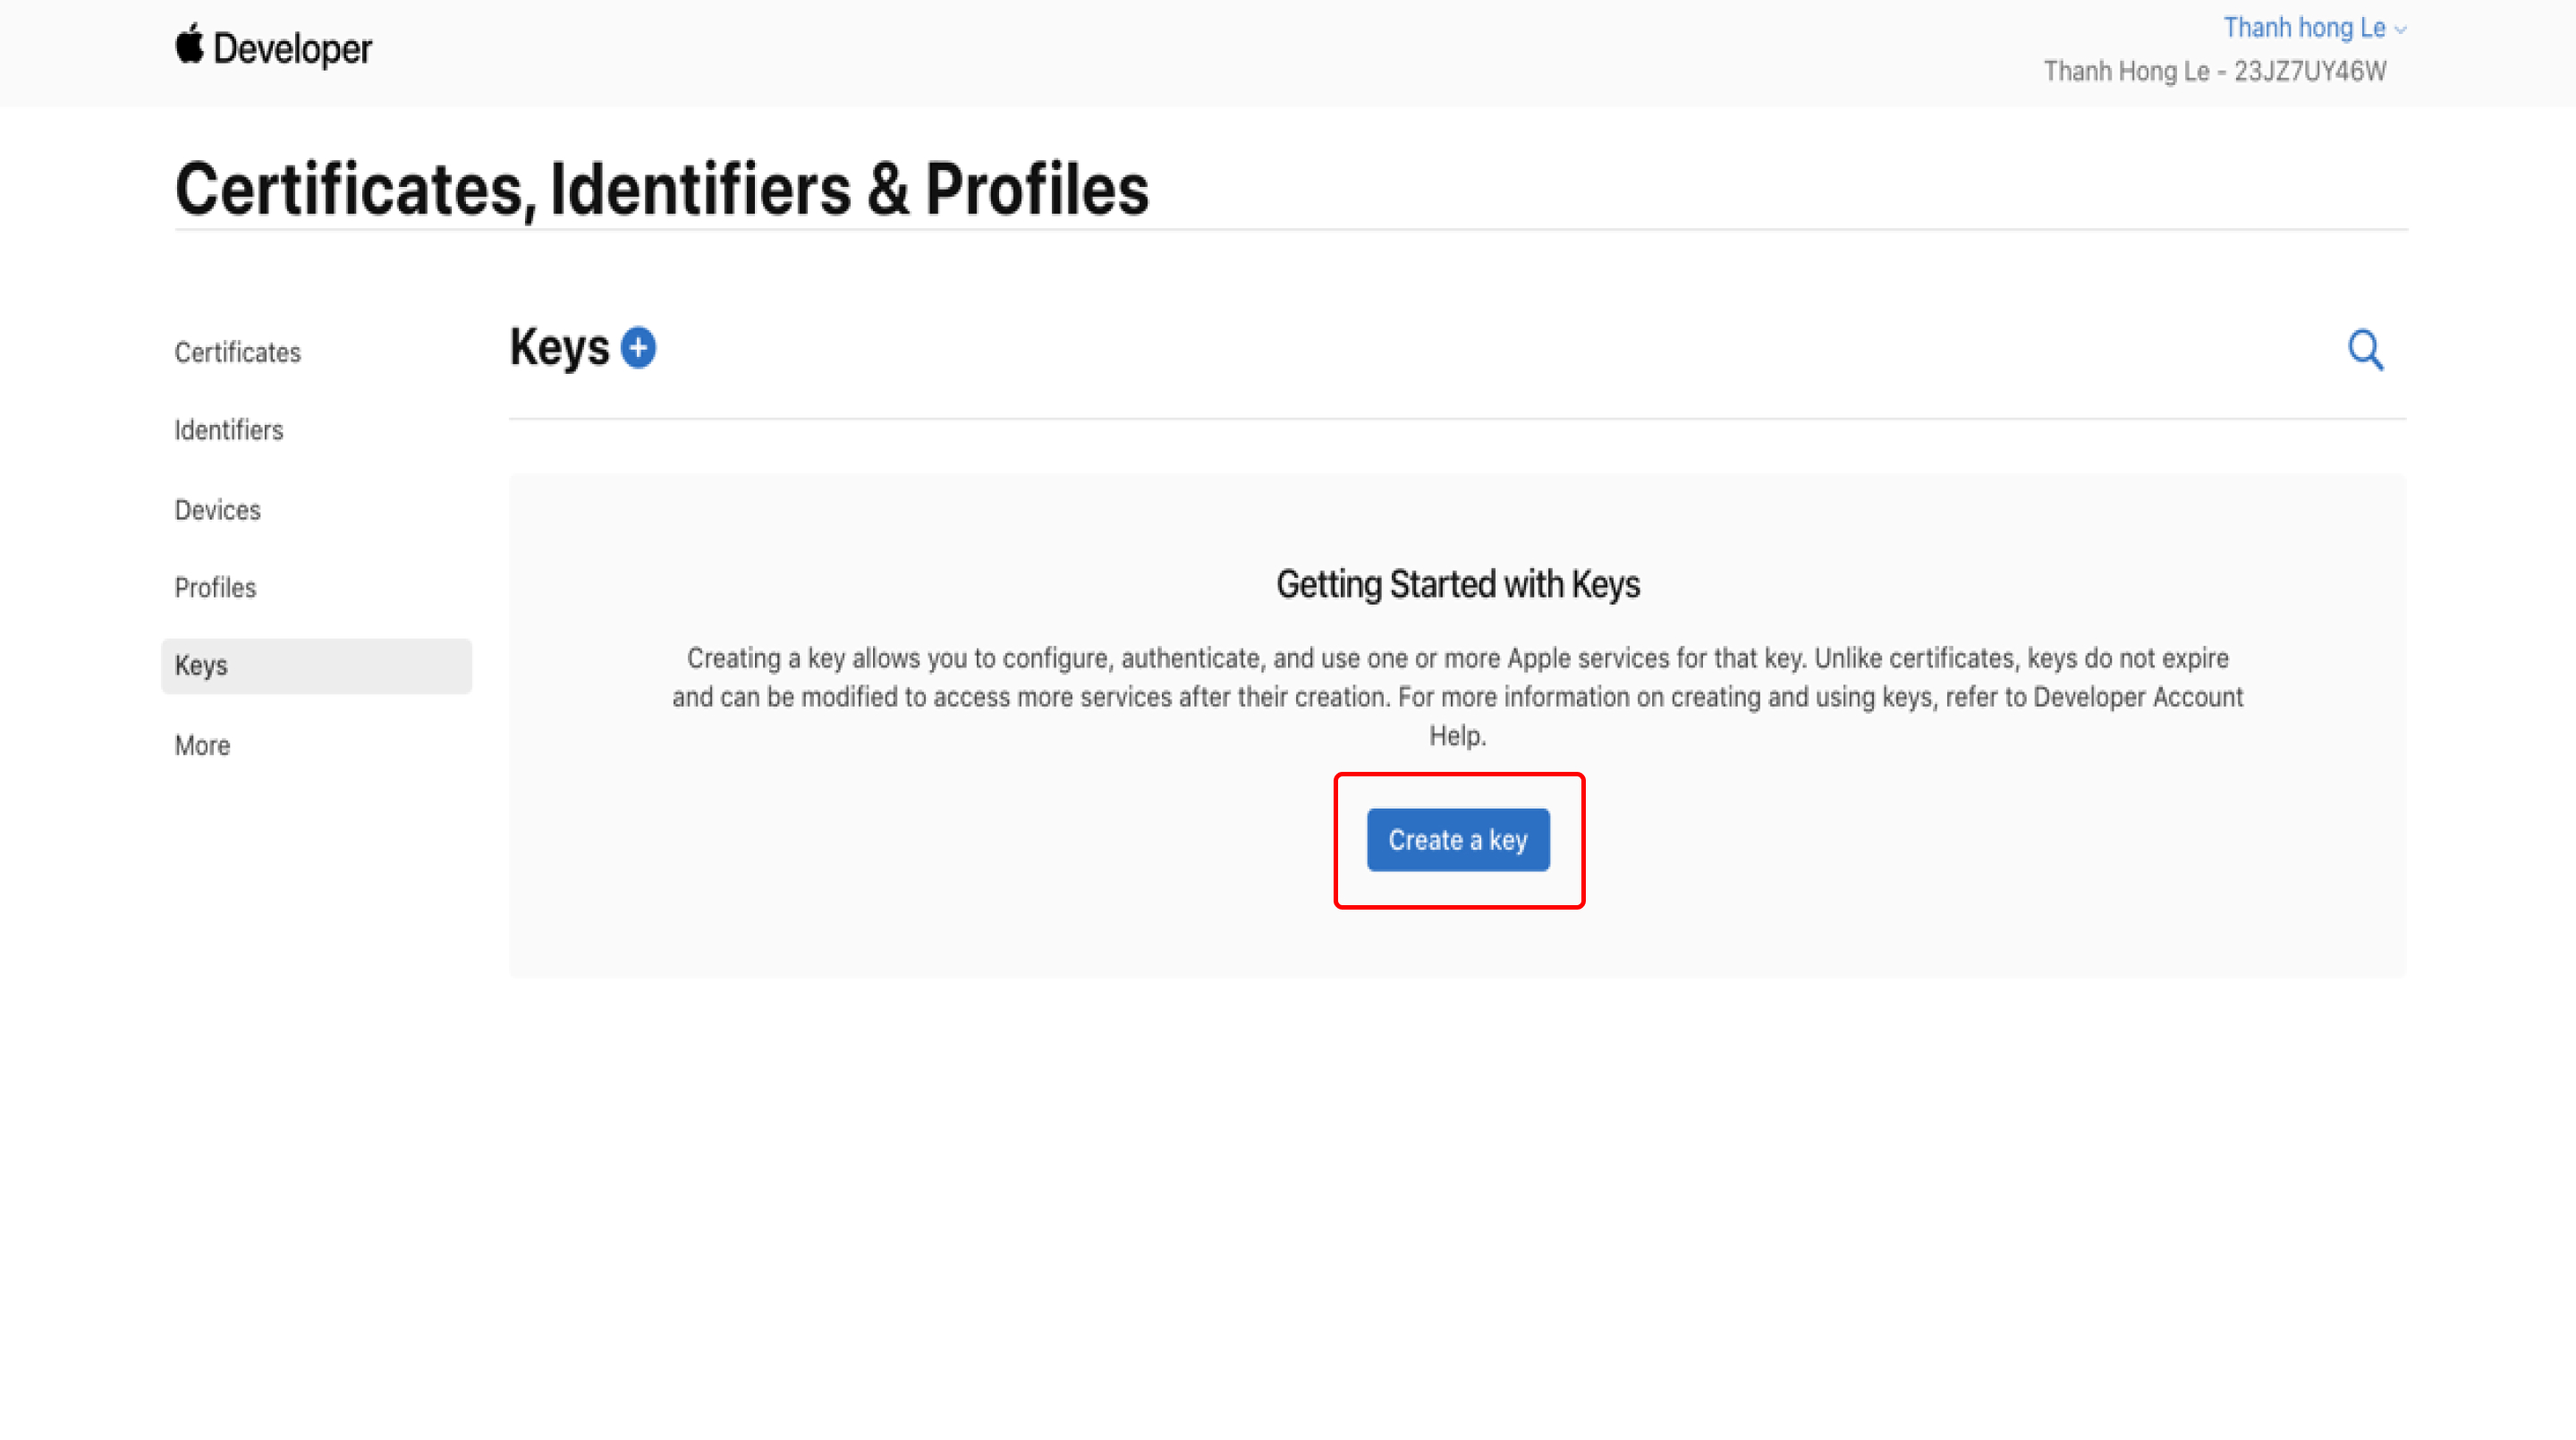 Developer
Thanh hong Le
Thanh Hong Le - 23JZ7UY46W
Certificates, Identifiers & Profiles
Certificates
Identifiers
Devices
Profiles
Keys
More
Keys
Getting Started with Keys
Creating a key allows you to configure, authenticate, and use one or more Apple services for that key. Unlike certificates, keys do not expire
and can be modified to access more services after their creation. For more information on creating and using keys, refer to Developer Account
Help.
Create a key